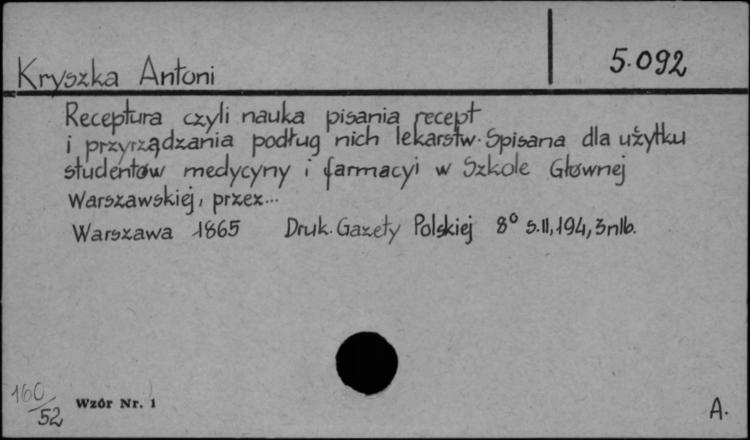 Kryszka Antoni
5.092
Receptura czyli nauka pisania recept
i przyrządzania podług nich lekarstw. Spisana dla użytku
studentów medycyny i farmacyi w Szkole Głównej
Warszawskiej, przez...
Warszawa 1865 Druk. Gazety Polskiej 8° s.II,194,3nlb.
160/52
Wzór Nr. 1
A.